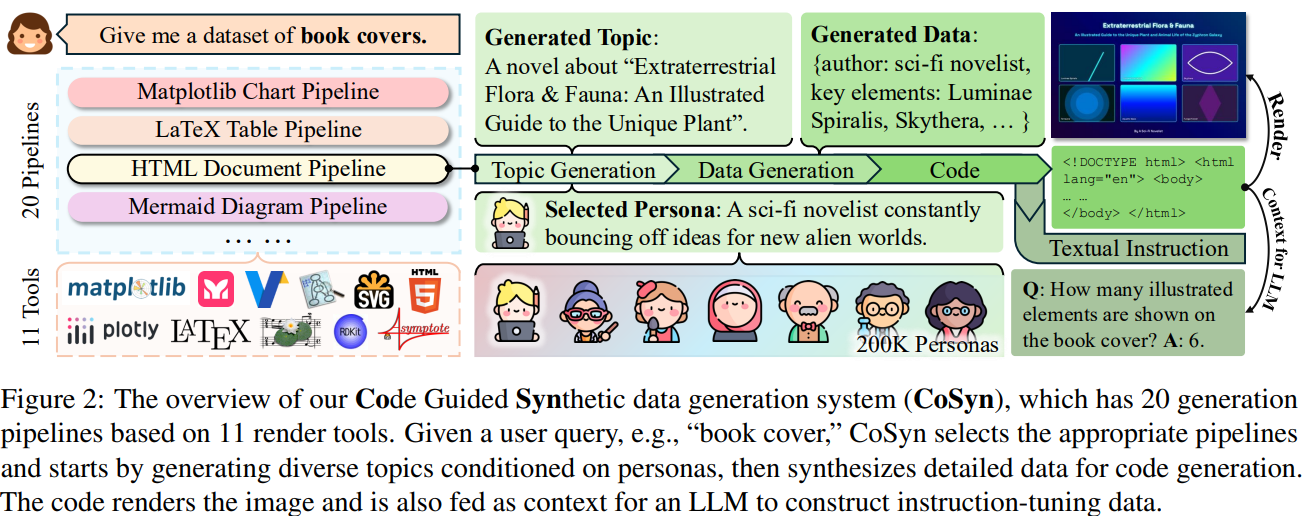 Give me a dataset of book covers.
20 Pipelines
Matplotlib Chart Pipeline
LaTeX Table Pipeline
HTML Document Pipeline
Mermaid Diagram Pipeline
... ...
11 Tools
matplotlib
SVG
HTML
5
plotly
LATEX
RDKit
Asymptote
Generated Topic:
A novel about “Extraterrestrial
Flora & Fauna: An Illustrated
Guide to the Unique Plant”.
Generated Data:
{author: sci-fi novelist,
key elements: Luminae
Spiralis, Skythera, … }
Topic Generation
Data Generation
Code
Selected Persona: A sci-fi novelist constantly
bouncing off ideas for new alien worlds.
200K Personas
Extraterrestrial Flora & Fauna
An Illustrated Guide to the Unique Plant and Animal Life of the Zyphron Galaxy
By A Sci-Fi Novelist
Render
<!DOCTYPE html> <html
lang="en"> <body>
… …
</body> </html>
Context for LLM
Textual Instruction
Q: How many illustrated
elements are shown on
the book cover? A: 6.
Figure 2: The overview of our Code Guided Synthetic data generation system (CoSyn), which has 20 generation
pipelines based on 11 render tools. Given a user query, e.g., “book cover,” CoSyn selects the appropriate pipelines
and starts by generating diverse topics conditioned on personas, then synthesizes detailed data for code generation.
The code renders the image and is also fed as context for an LLM to construct instruction-tuning data.